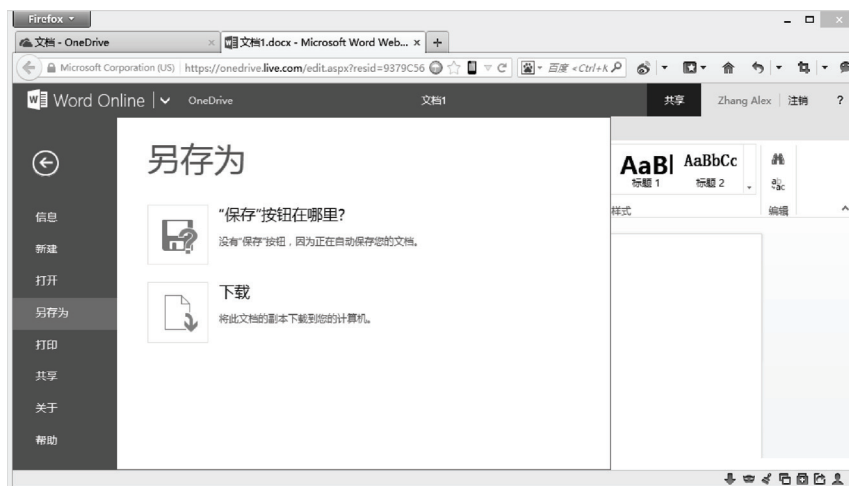 Firefox
文档 - OneDrive × 文档1.docx - Microsoft Word Web... × +
Microsoft Corporation (US) https://onedrive.live.com/edit.aspx?resid=9379C56 百度 <Ctrl+K
Word Online OneDrive 文档1 共享 Zhang Alex 注销 ?
另存为
AaBl AaBbCc
标题 1 标题 2
样式 编辑
信息
新建
打开
另存为
打印
共享
关于
帮助
“保存”按钮在哪里?
没有“保存”按钮，因为正在自动保存您的文档。
下载
将此文档的副本下载到您的计算机。